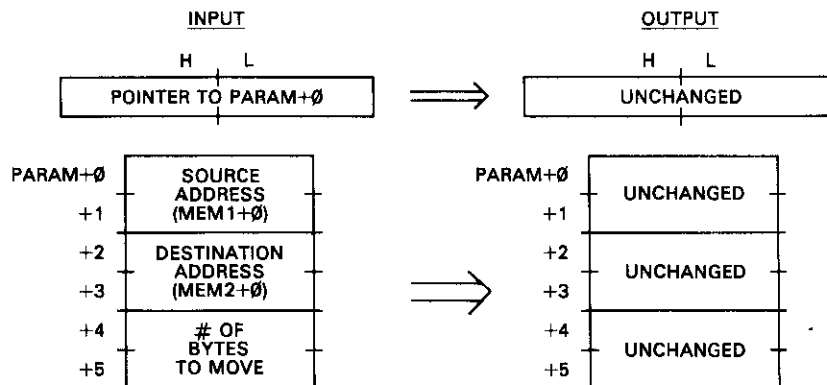 INPUT
OUTPUT
H L
H L
POINTER TO PARAM+Ø
UNCHANGED
PARAM+Ø
+1
SOURCE
ADDRESS
(MEM1+Ø)
+2
+3
DESTINATION
ADDRESS
(MEM2+Ø)
+4
+5
# OF
BYTES
TO MOVE
PARAM+Ø
+1
UNCHANGED
+2
+3
UNCHANGED
+4
+5
UNCHANGED